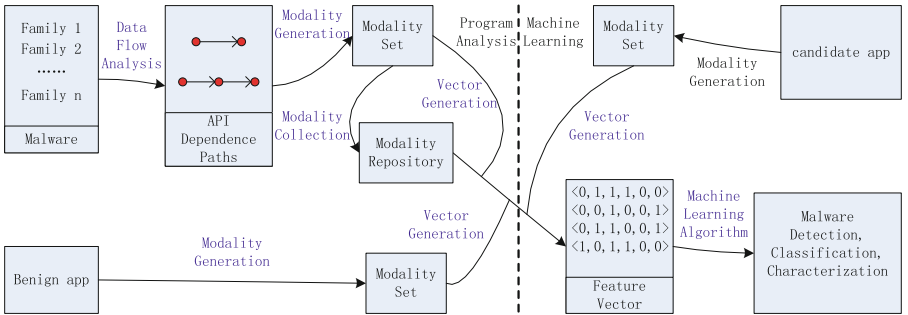 Family 1
Family 2
......
Family n
Malware
Data
Flow
Analysis
API
Dependence
Paths
Modality
Generation
Modality
Set
Modality
Collection
Modality
Repository
Vector
Generation
Program
Analysis
Machine
Learning
Modality
Set
Modality
Generation
candidate app
Vector
Generation
Benign app
Modality
Generation
Modality
Set
Vector
Generation
<0,1,1,1,0,0>
<0,0,1,0,0,1>
<0,1,1,0,0,1>
<1,0,1,1,0,0>
Feature
Vector
Machine
Learning
Algorithm
Malware
Detection,
Classification,
Characterization